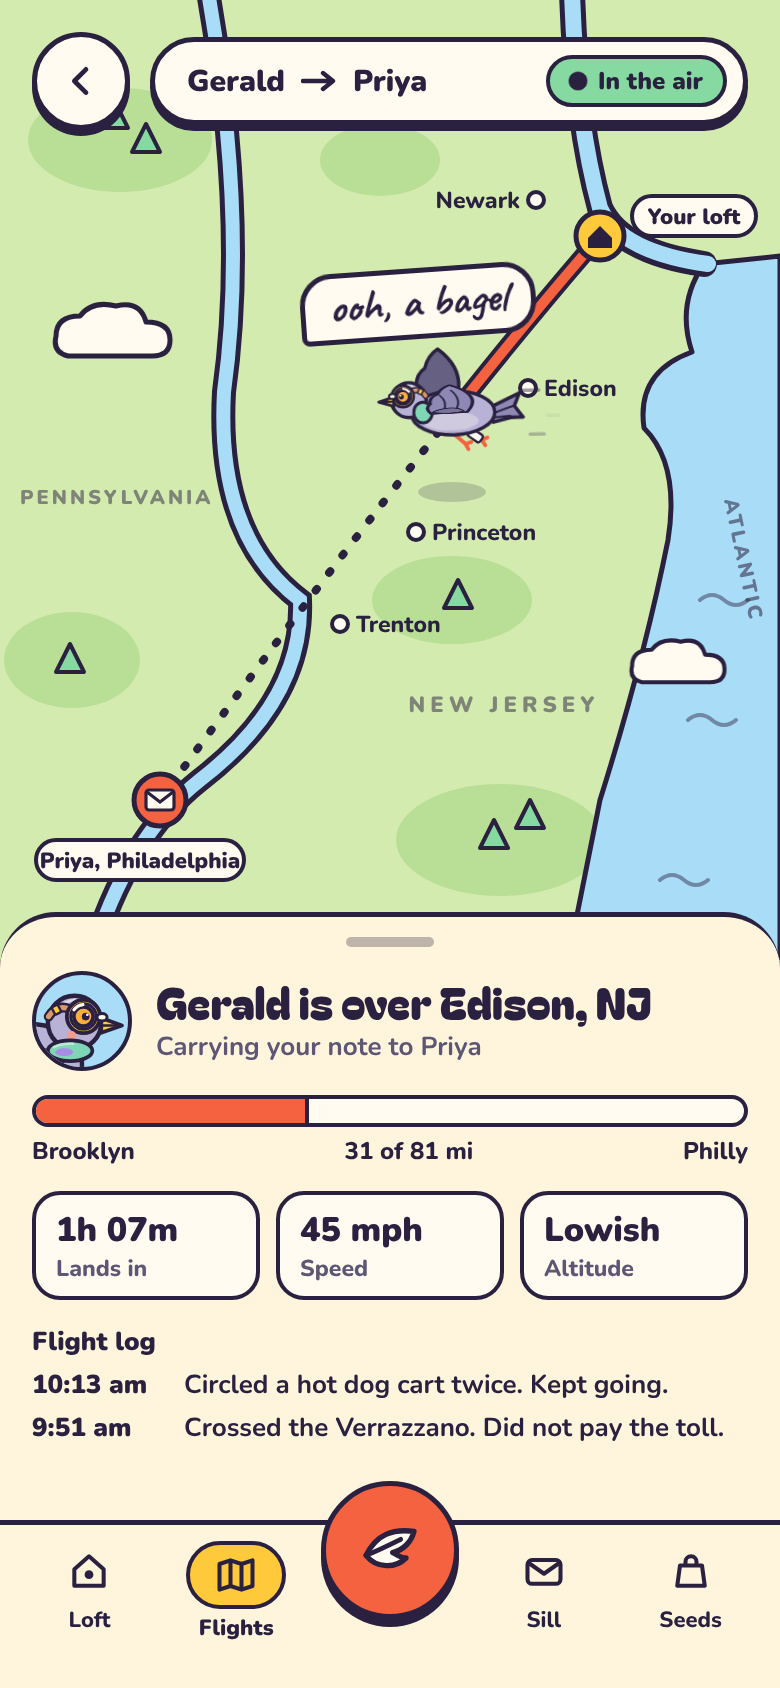 Gerald → Priya
In the air
Newark
Your loft
ooh, a bagel
Edison
PENNSYLVANIA
ATLANTIC
Princeton
Trenton
NEW JERSEY
Priya, Philadelphia
Gerald is over Edison, NJ
Carrying your note to Priya
Brooklyn 31 of 81 mi Philly
1h 07m 45 mph Lowish
Lands in Speed Altitude
Flight log
10:13 am Circled a hot dog cart twice. Kept going.
9:51 am Crossed the Verrazzano. Did not pay the toll.
Loft Flights Sill Seeds